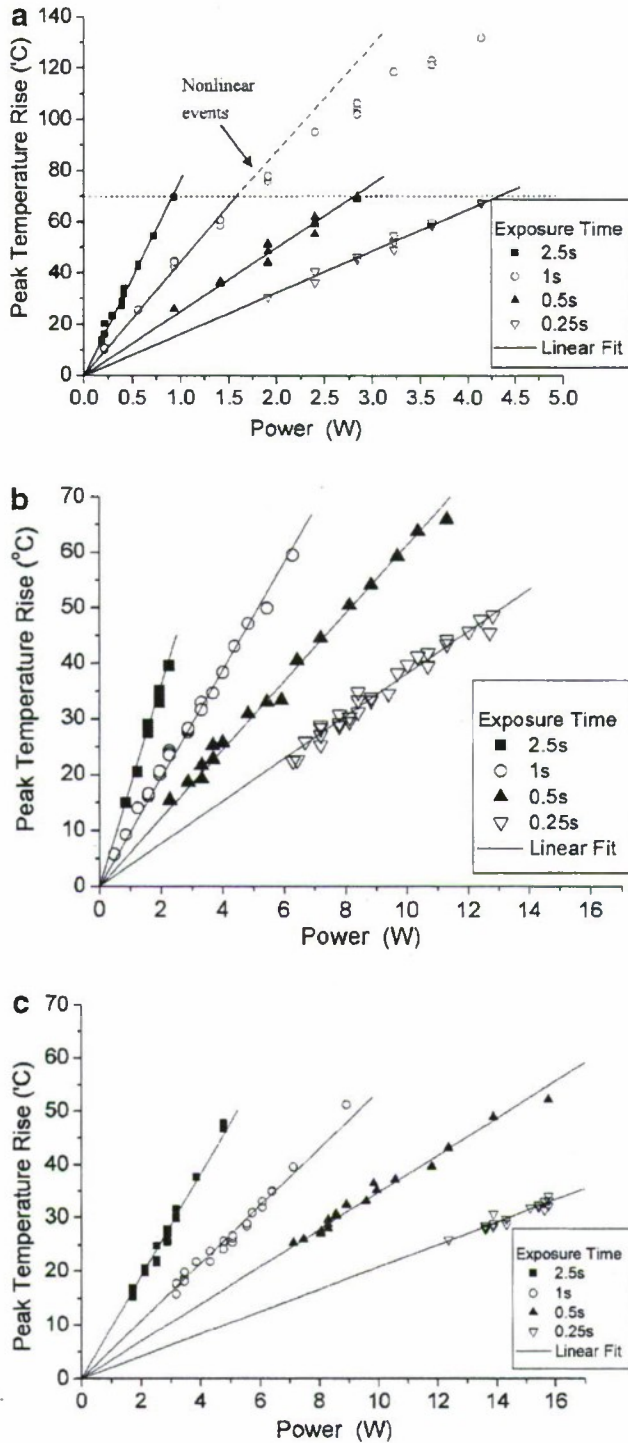 a
Peak Temperature Rise (°C)
140
120
100
80
60
40
20
0
Nonlinear
events
Exposure Time
2.5s
1s
0.5s
0.25s
Linear Fit
0.0 0.5 1.0 1.5 2.0 2.5 3.0 3.5 4.0 4.5 5.0
Power (W)
b
Peak Temperature Rise (°C)
70
60
50
40
30
20
10
0
Exposure Time
2.5s
1s
0.5s
0.25s
Linear Fit
0 2 4 6 8 10 12 14 16
Power (W)
c
Peak Temperature Rise (°C)
70
60
50
40
30
20
10
0
Exposure Time
2.5s
1s
0.5s
0.25s
Linear Fit
0 2 4 6 8 10 12 14 16
Power (W)